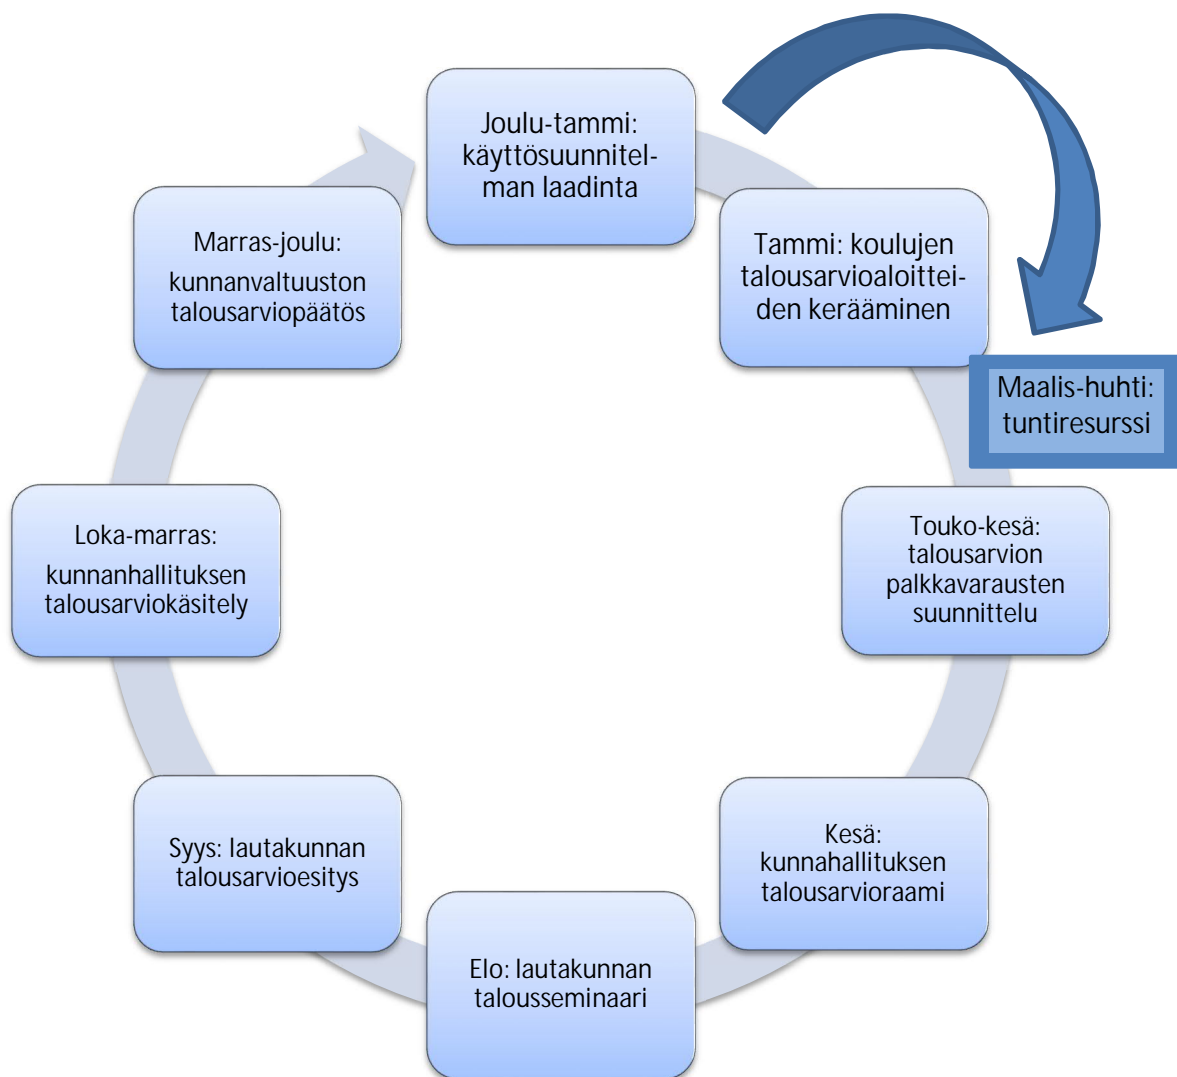 Joulu-tammi:
käyttösuunnitel-
man laadinta
Tammi: koulujen
talousarvioaloittei-
den kerääminen
Maalis-huhti:
tuntiresurssi
Touko-kesä:
talousarvion
palkkavarausten
suunnittelu
Kesä:
kunnahallituksen
talousarvioraami
Elo: lautakunnan
talousseminaari
Syys: lautakunnan
talousarvioesitys
Loka-marras:
kunnanhallituksen
talousarviokäsitely
Marras-joulu:
kunnanvaltuuston
talousarviopäätös